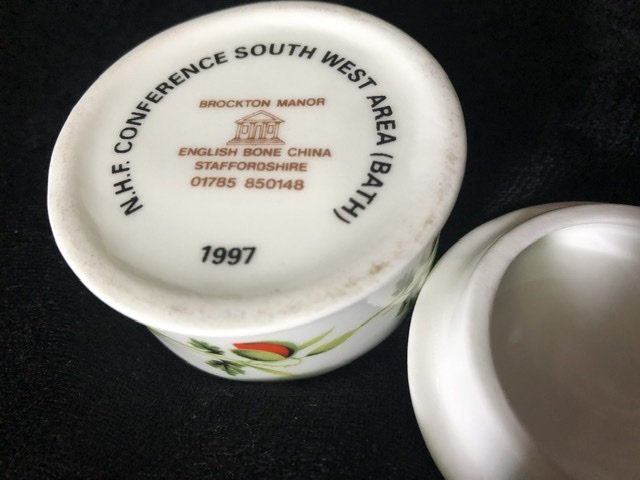 N.H.F. CONFERENCE SOUTH WEST AREA (BATH)
BROCKTON MANOR
ENGLISH BONE CHINA
STAFFORDSHIRE
01785 850148
1997